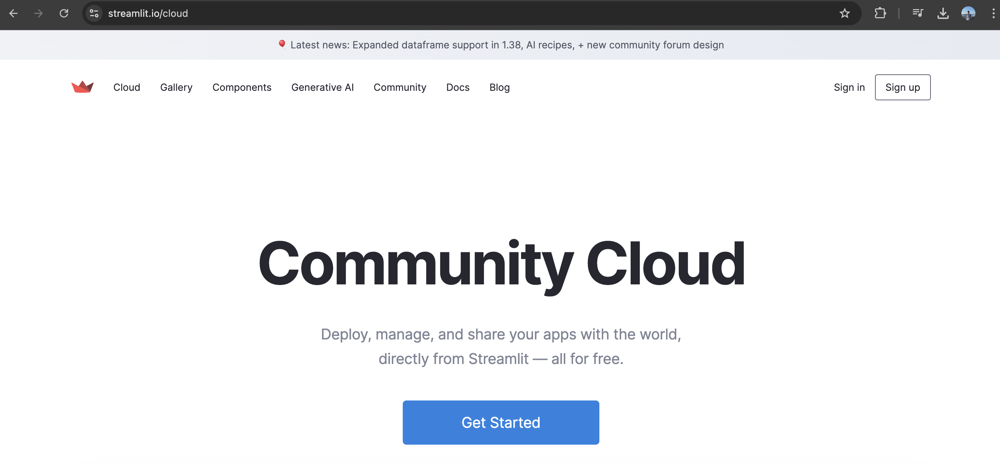 streamlit.io/cloud
🎈 Latest news: Expanded dataframe support in 1.38, AI recipes, + new community forum design
Cloud Gallery Components Generative AI Community Docs Blog Sign in Sign up
Community Cloud
Deploy, manage, and share your apps with the world,
directly from Streamlit — all for free.
Get Started